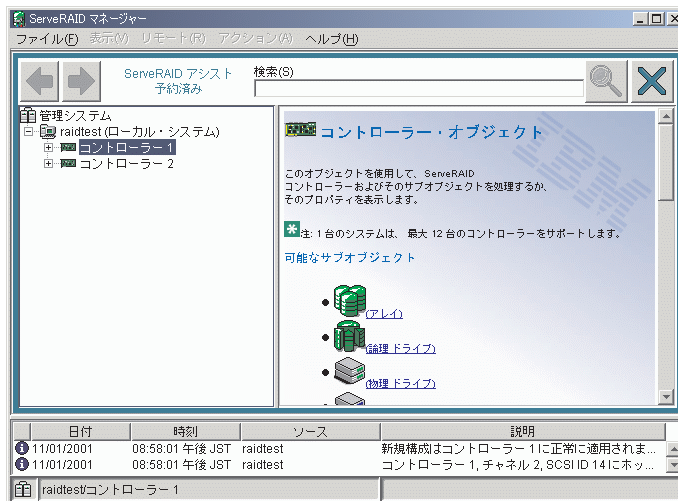 ServeRAID マネージャー
ファイル(F) 表示(V) リモート(R) アクション(A) ヘルプ(H)
ServeRAID アシスト
予約済み
検索(S)
管理システム
raidtest (ローカル・システム)
コントローラー 1
コントローラー 2
IBM
コントローラー・オブジェクト
このオブジェクトを使用して、ServeRAID
コントローラーおよびそのサブオブジェクトを処理するか、
そのプロパティを表示します。
注: 1 台のシステムは、 最大 12 台のコントローラーをサポートします。
可能なサブオブジェクト
(アレイ)
(論理ドライブ)
(物理ドライブ)
日付 時刻 ソース 説明
11/01/2001 08:58:01 午後 JST raidtest 新規構成はコントローラー 1 に正常に適用されま...
11/01/2001 08:58:01 午後 JST raidtest コントローラー 1, チャネル 2, SCSI ID 14 にホッ...
raidtest/コントローラー 1